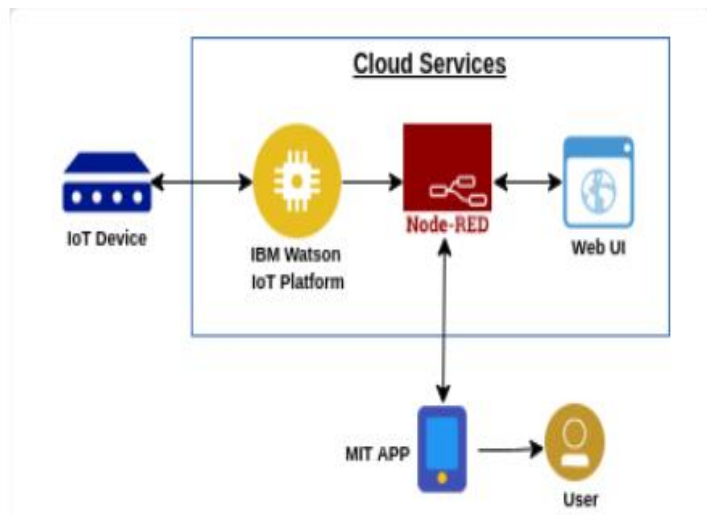 Cloud Services
IoT Device
IBM Watson
IoT Platform
Node-RED
Web UI
MIT APP
User